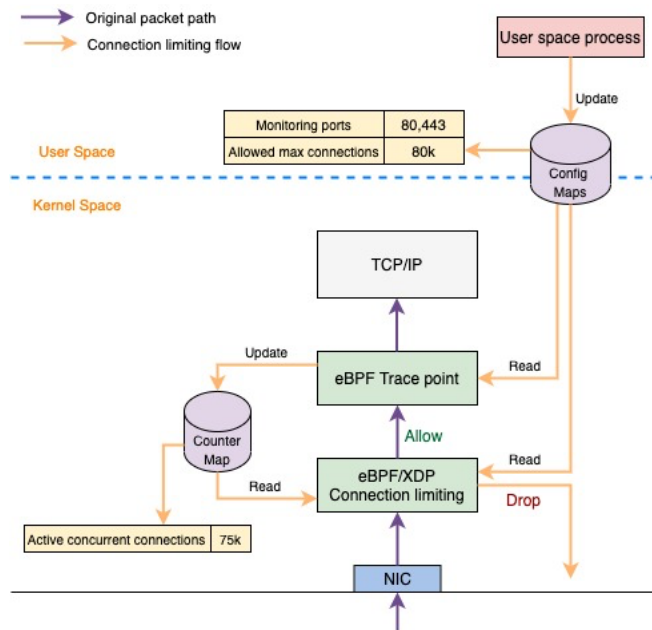 Original packet path
Connection limiting flow
User space process
Update
Monitoring ports 80,443
Allowed max connections 80k
Config
Maps
User Space
Kernel Space
TCP/IP
Update
eBPF Trace point
Read
Counter
Map
Allow
Read
eBPF/XDP
Connection limiting
Read
Drop
Active concurrent connections 75k
NIC